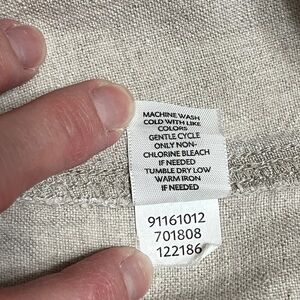 MACHINE WASH
COLD WITH LIKE
COLORS
GENTLE CYCLE
ONLY NON-
CHLORINE BLEACH
IF NEEDED
TUMBLE DRY LOW
WARM IRON
IF NEEDED
91161012
701808
122186